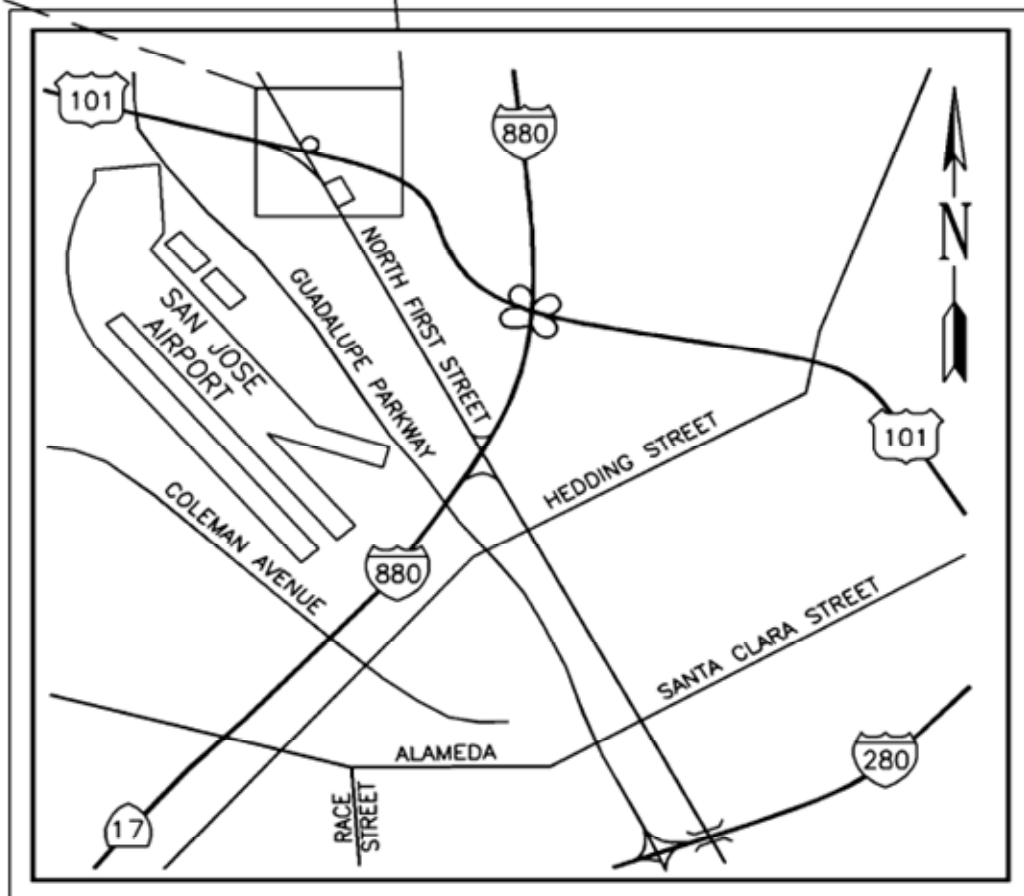 101
880
N
NORTH FIRST STREET
GUADALUPE PARKWAY
SAN JOSE
AIRPORT
101
HEDDING STREET
COLEMAN AVENUE
880
SANTA CLARA STREET
ALAMEDA
280
RACE
STREET
17